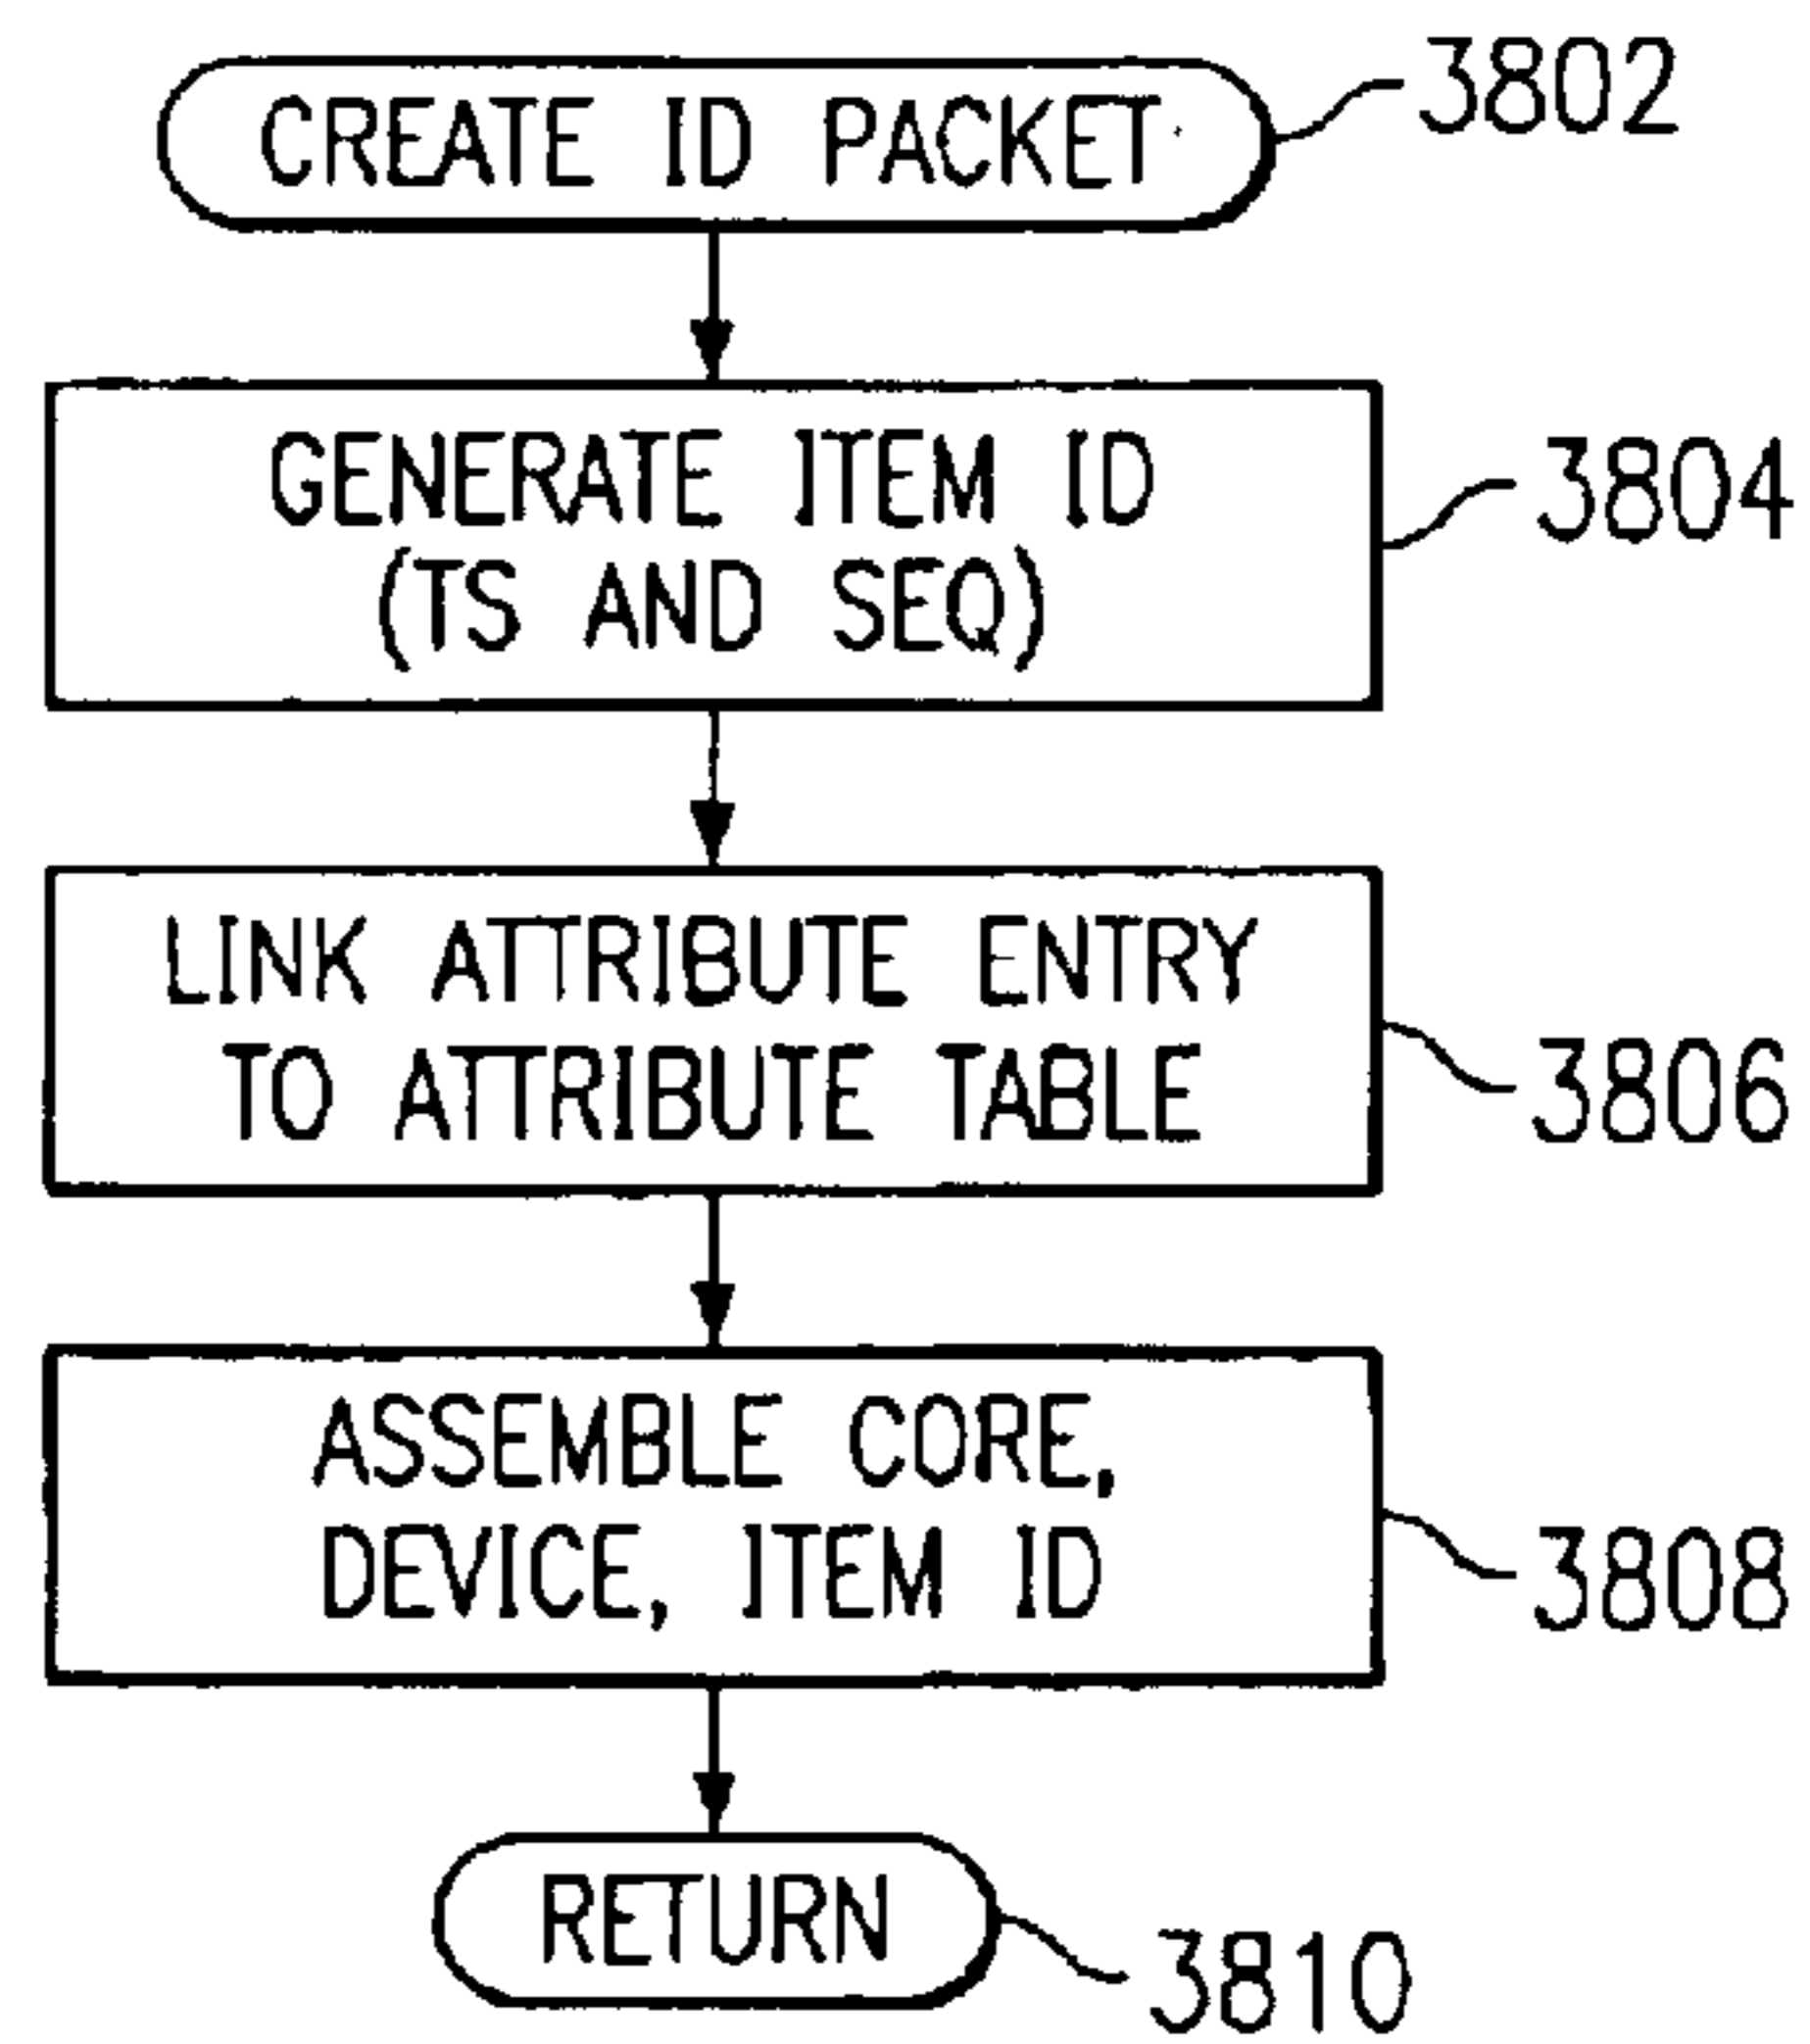 CREATE ID PACKET
3802
GENERATE ITEM ID
(TS AND SEQ)
3804
LINK ATTRIBUTE ENTRY
TO ATTRIBUTE TABLE
3806
ASSEMBLE CORE,
DEVICE, ITEM ID
3808
RETURN
3810